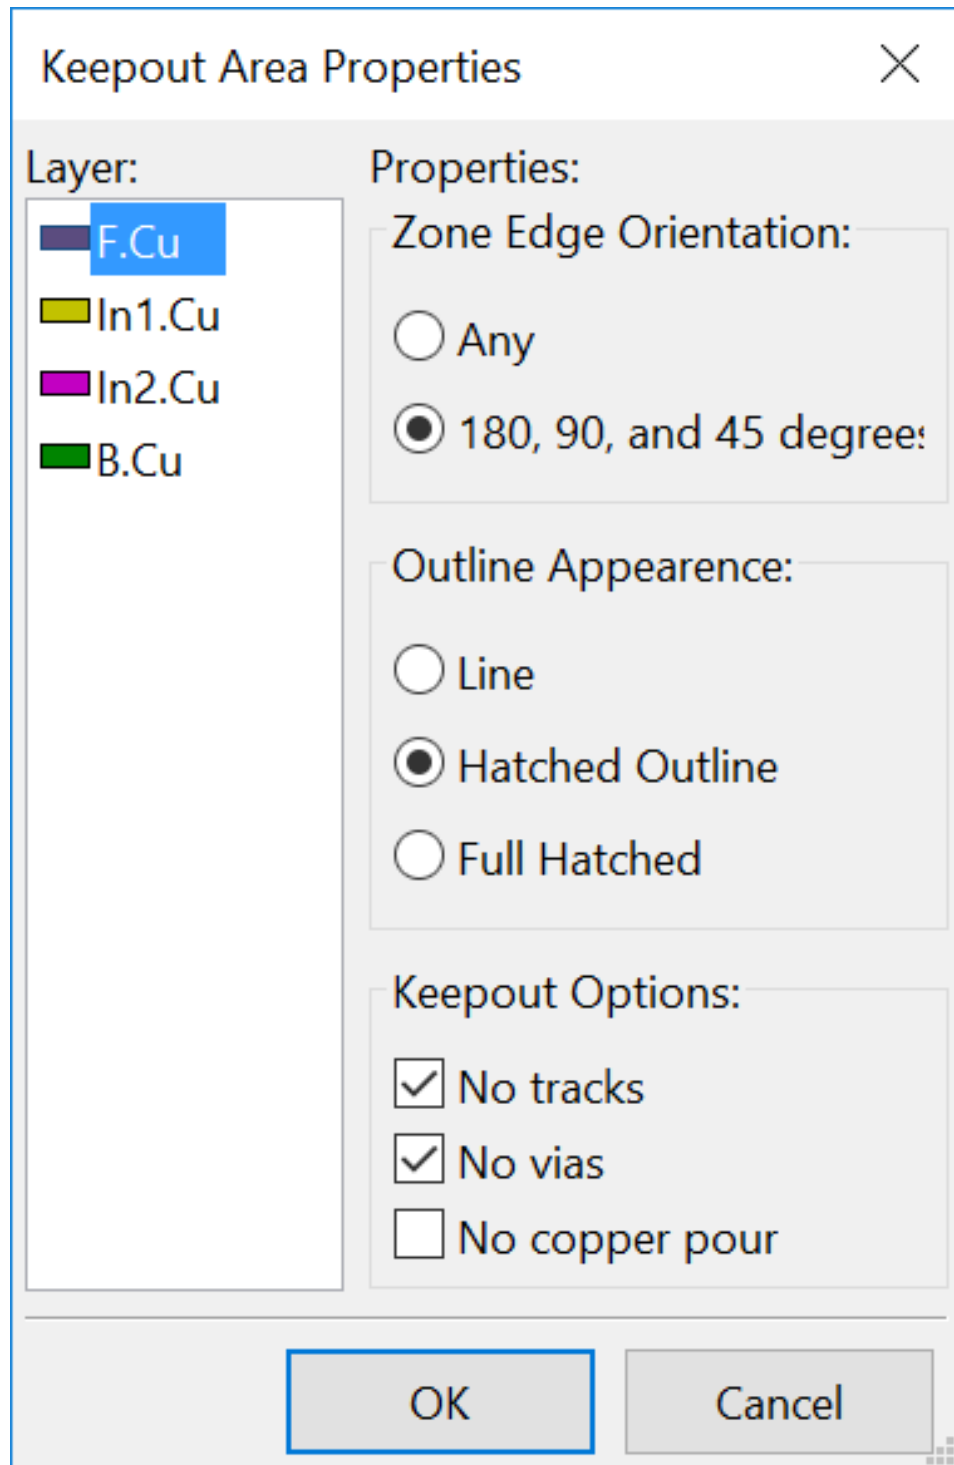 Keepout Area Properties
Layer:
F.Cu
In1.Cu
In2.Cu
B.Cu
Properties:
Zone Edge Orientation:
Any
180, 90, and 45 degrees
Outline Appearence:
Line
Hatched Outline
Full Hatched
Keepout Options:
No tracks
No vias
No copper pour
OK
Cancel